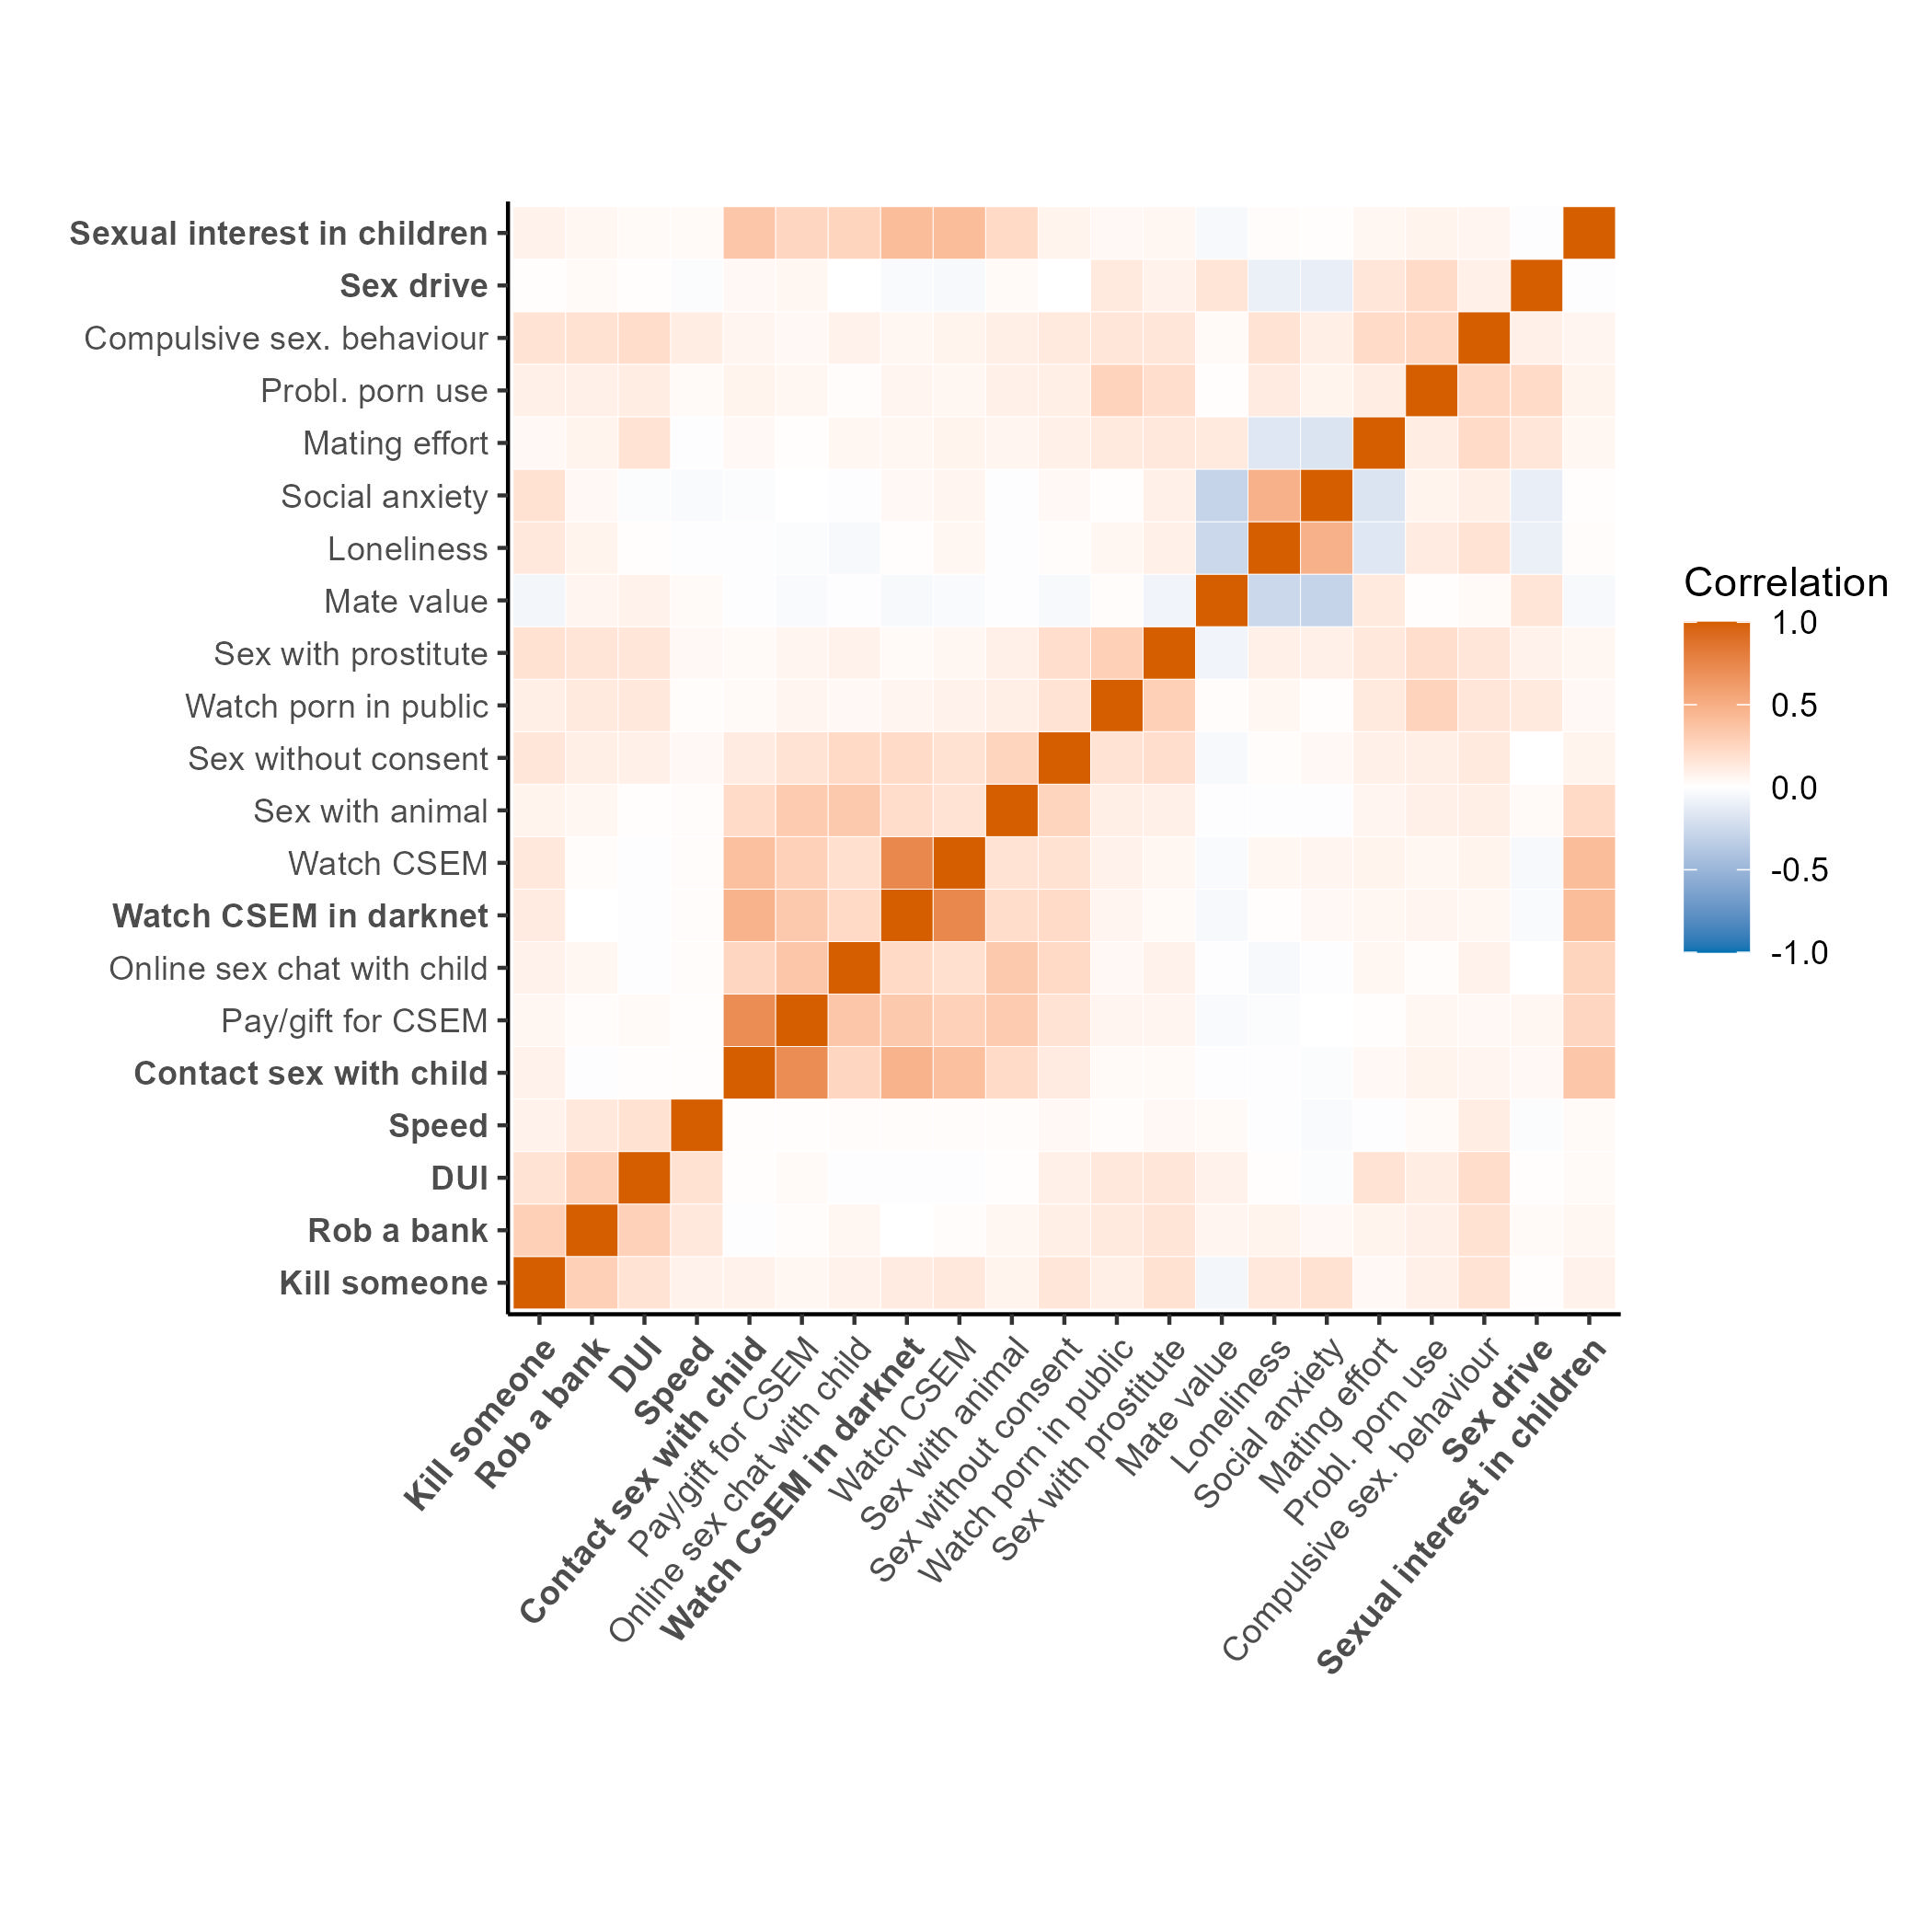 Sexual interest in children
Sex drive
Compulsive sex. behaviour
Probl. porn use
Mating effort
Social anxiety
Loneliness
Mate value
Sex with prostitute
Watch porn in public
Sex without consent
Sex with animal
Watch CSEM
Watch CSEM in darknet
Online sex chat with child
Pay/gift for CSEM
Contact sex with child
Speed
DUI
Rob a bank
Kill someone
Kill someone
Rob a bank
DUI
Speed
Contact sex with child
Pay/gift for CSEM
Online sex chat with child
Watch CSEM in darknet
Watch CSEM
Sex with animal
Sex without consent
Watch porn in public
Sex with prostitute
Mate value
Loneliness
Social anxiety
Mating effort
Probl. porn use
Compulsive sex. behaviour
Sex drive
Sexual interest in children
Correlation
1.0
0.5
0.0
-0.5
-1.0